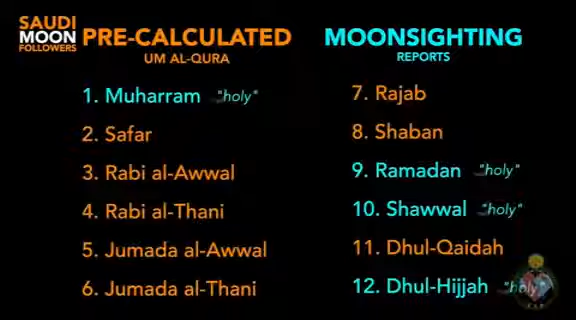 SAUDI
MOON
FOLLOWERS
PRE-CALCULATED
UM AL-QURA
MOONSIGHTING
REPORTS
1. Muharram "holy"
2. Safar
3. Rabi al-Awwal
4. Rabi al-Thani
5. Jumada al-Awwal
6. Jumada al-Thani
7. Rajab
8. Shaban
9. Ramadan "holy"
10. Shawwal "holy"
11. Dhul-Qaidah
12. Dhul-Hijjah "holy"